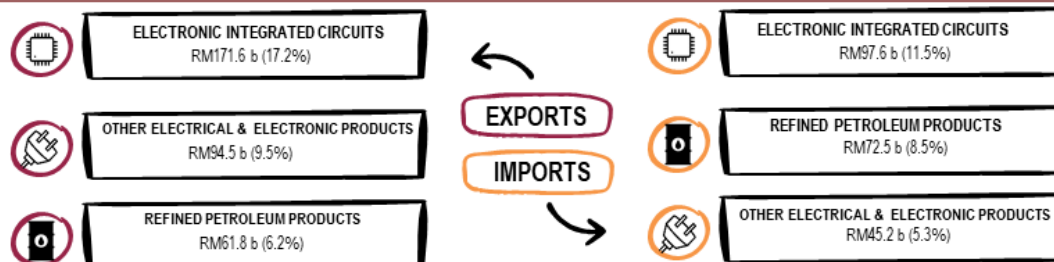 ELECTRONIC INTEGRATED CIRCUITS
RM171.6 b (17.2%)
OTHER ELECTRICAL & ELECTRONIC PRODUCTS
RM94.5 b (9.5%)
REFINED PETROLEUM PRODUCTS
RM61.8 b (6.2%)
EXPORTS
IMPORTS
ELECTRONIC INTEGRATED CIRCUITS
RM97.6 b (11.5%)
REFINED PETROLEUM PRODUCTS
RM72.5 b (8.5%)
OTHER ELECTRICAL & ELECTRONIC PRODUCTS
RM45.2 b (5.3%)